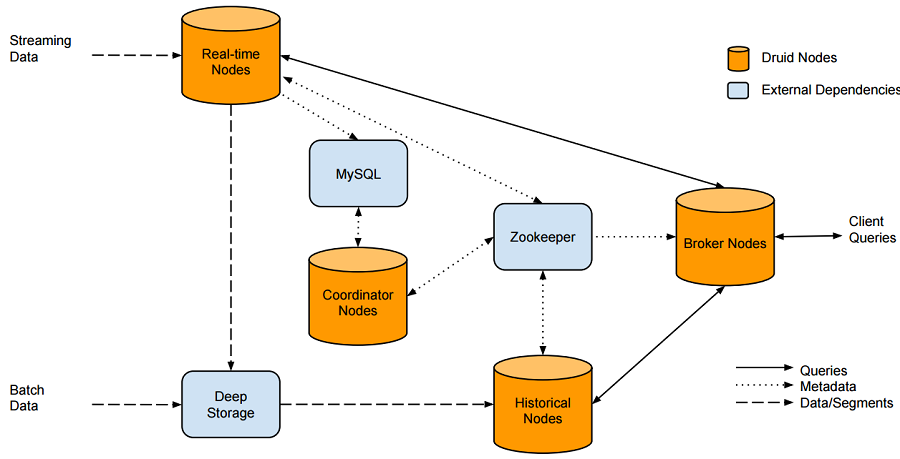 Streaming
Data
Real-time
Nodes
Druid Nodes
External Dependencies
MySQL
Zookeeper
Broker Nodes
Client
Queries
Coordinator
Nodes
Batch
Data
Deep
Storage
Historical
Nodes
Queries
Metadata
Data/Segments